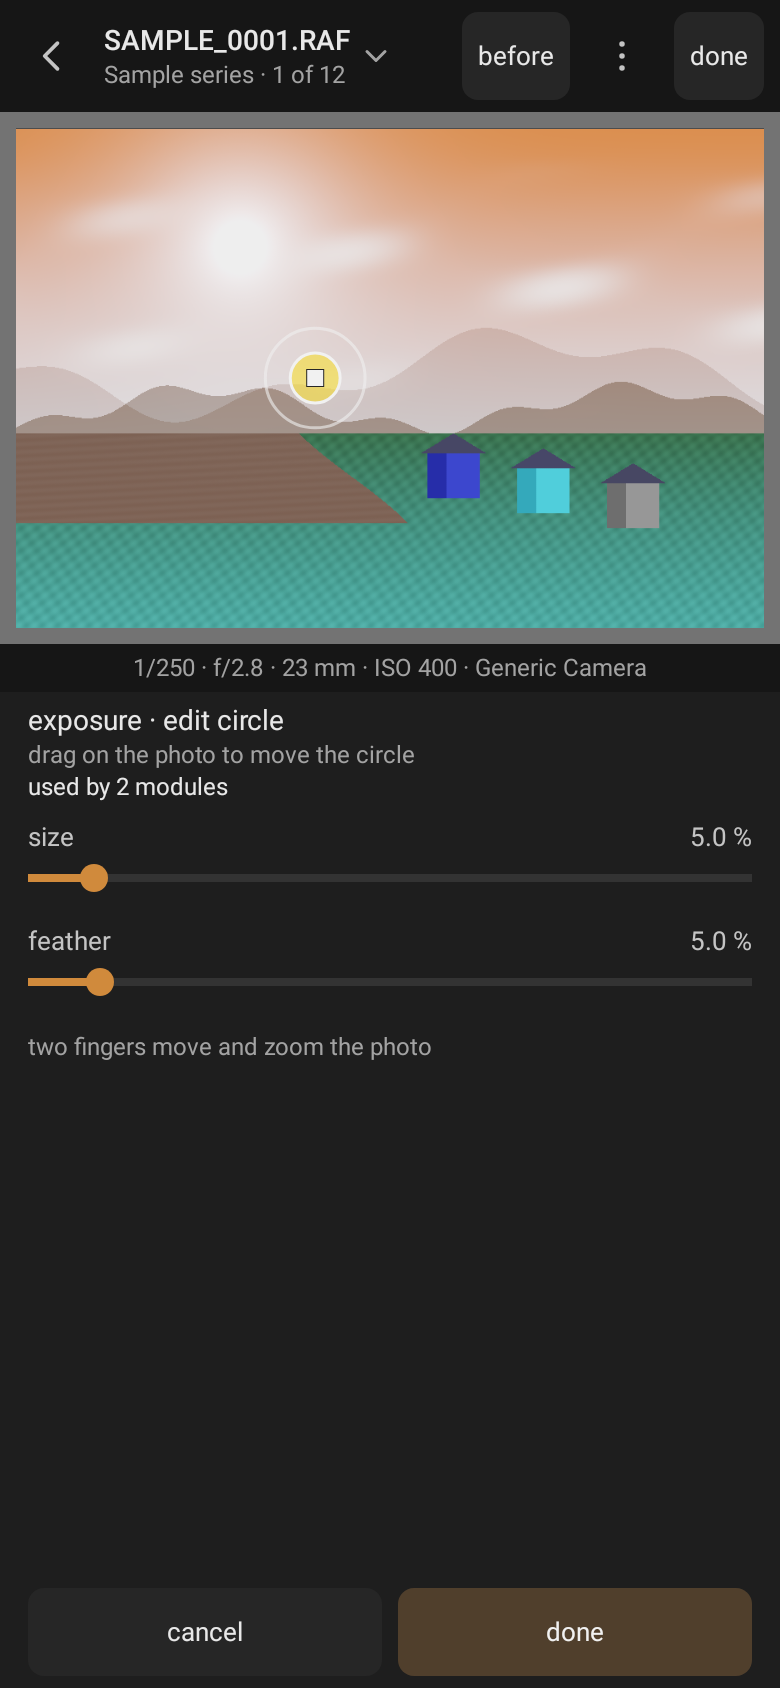 SAMPLE_0001.RAF
Sample series · 1 of 12
before
done
1/250 · f/2.8 · 23 mm · ISO 400 · Generic Camera
exposure · edit circle
drag on the photo to move the circle
used by 2 modules
size 5.0 %
feather 5.0 %
two fingers move and zoom the photo
cancel
done